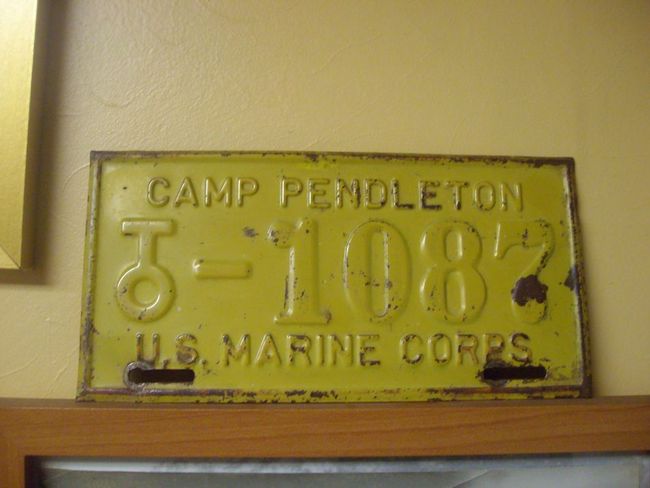 CAMP PENDLETON
-1087
U.S. MARINE CORPS